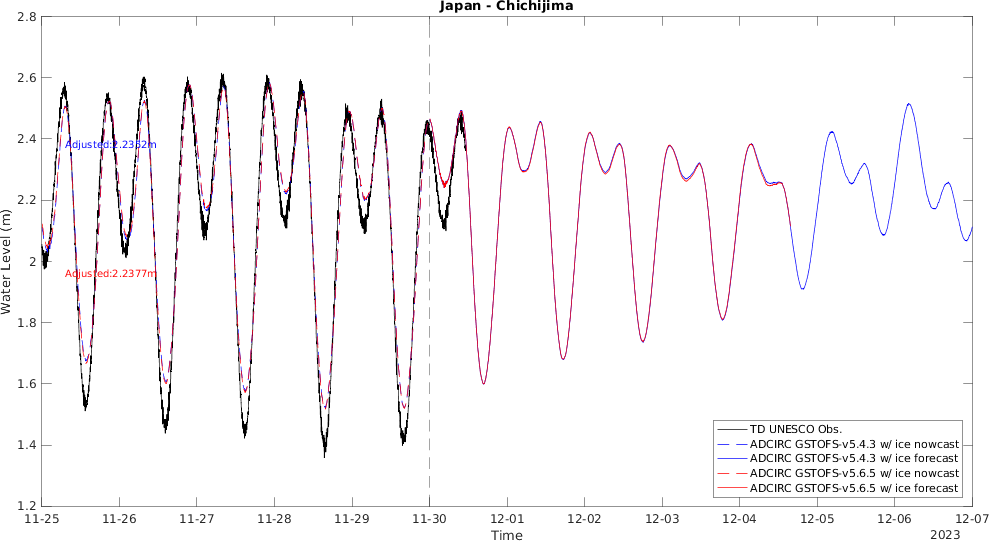 Japan - Chichijima
2.8
2.6
2.4
2.2
2
1.8
1.6
1.4
1.2
Water Level (m)
Adjusted:2.2352m
Adjusted:2.2377m
TD UNESCO Obs.
ADCIRC GSTOFS-v5.4.3 w/ ice nowcast
ADCIRC GSTOFS-v5.4.3 w/ ice forecast
ADCIRC GSTOFS-v5.6.5 w/ ice nowcast
ADCIRC GSTOFS-v5.6.5 w/ ice forecast
11-25 11-26 11-27 11-28 11-29 11-30 12-01 12-02 12-03 12-04 12-05 12-06 12-07
Time
2023